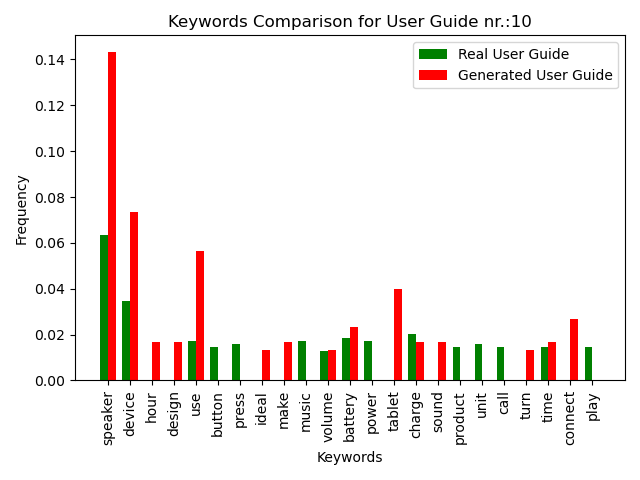 Keywords Comparison for User Guide nr.:10
Real User Guide
Generated User Guide
Frequency
0.14
0.12
0.10
0.08
0.06
0.04
0.02
0.00
speaker
device
hour
design
use
button
press
ideal
make
music
volume
battery
power
tablet
charge
sound
product
unit
call
turn
time
connect
play
Keywords